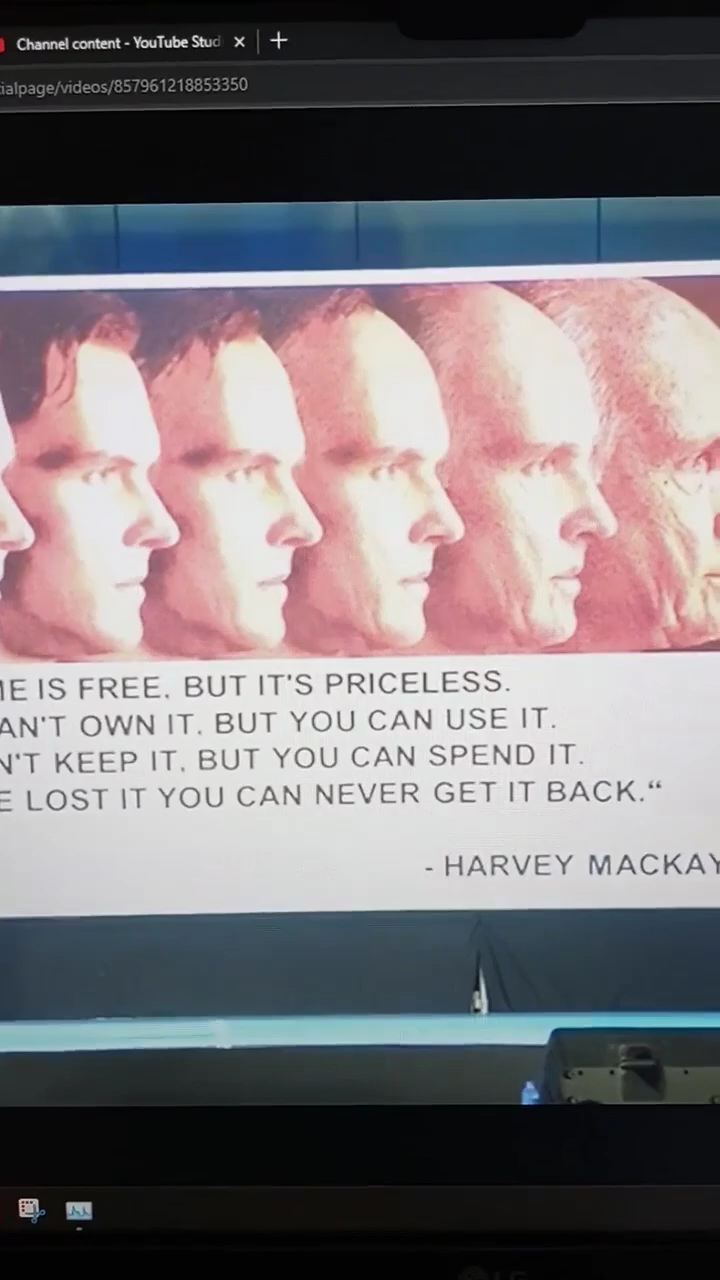 Channel content - YouTube Stud
ialpage/videos/857961218853350
ME IS FREE, BUT IT'S PRICELESS.
AN'T OWN IT, BUT YOU CAN USE IT.
N'T KEEP IT, BUT YOU CAN SPEND IT.
E LOST IT YOU CAN NEVER GET IT BACK.“
- HARVEY MACKAY